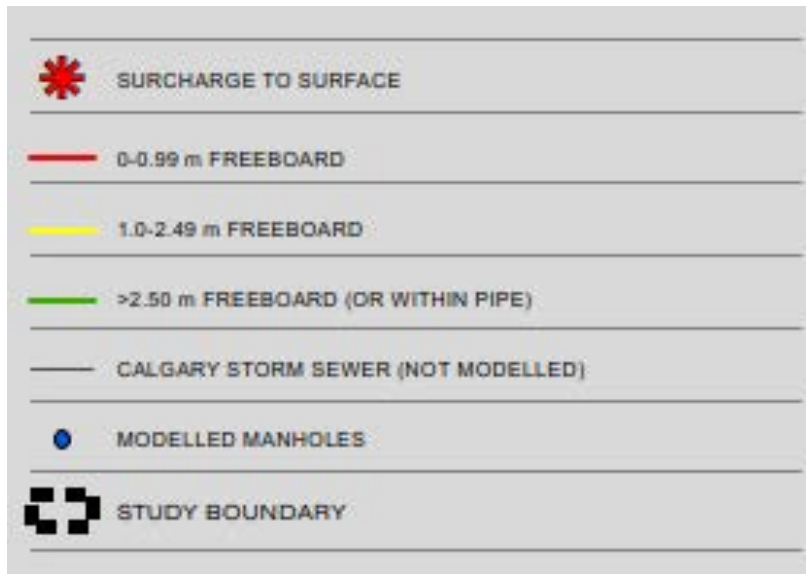 SURCHARGE TO SURFACE
0-0.99 m FREEBOARD
1.0-2.49 m FREEBOARD
>2.50 m FREEBOARD (OR WITHIN PIPE)
CALGARY STORM SEWER (NOT MODELLED)
MODELLED MANHOLES
STUDY BOUNDARY